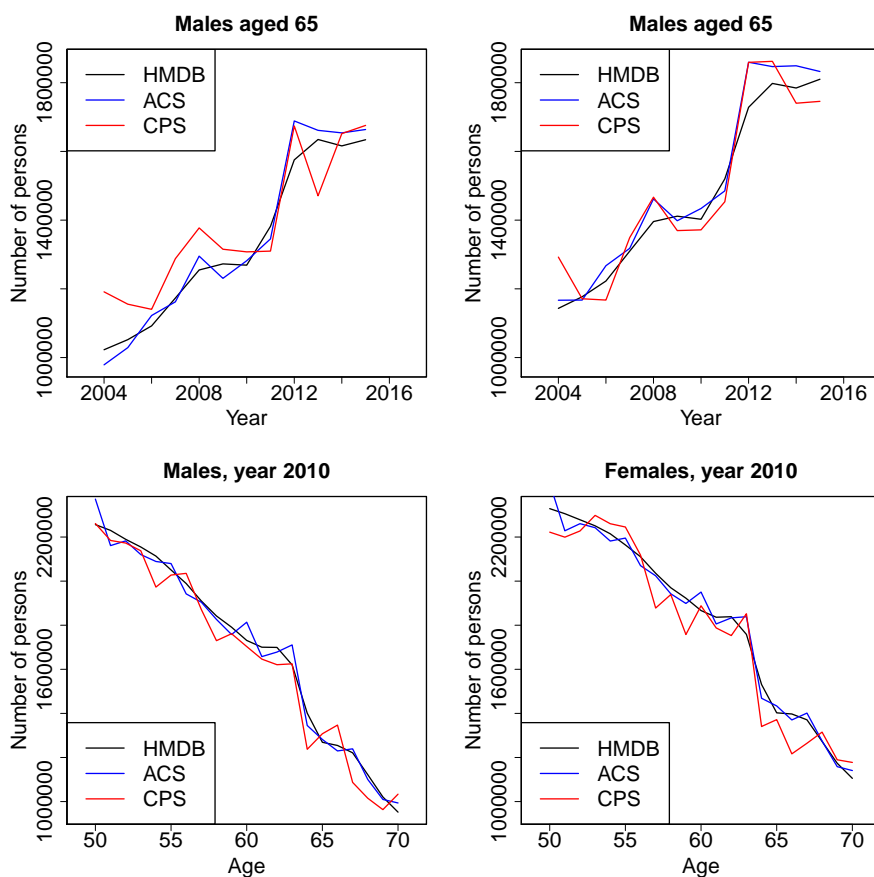 Males aged 65
Number of persons
1000000 1400000 1800000
HMDB
ACS
CPS
2004 2008 2012 2016
Year
Males aged 65
Number of persons
1000000 1400000 1800000
HMDB
ACS
CPS
2004 2008 2012 2016
Year
Males, year 2010
Number of persons
1000000 1600000 2200000
HMDB
ACS
CPS
50 55 60 65 70
Age
Females, year 2010
Number of persons
1000000 1600000 2200000
HMDB
ACS
CPS
50 55 60 65 70
Age